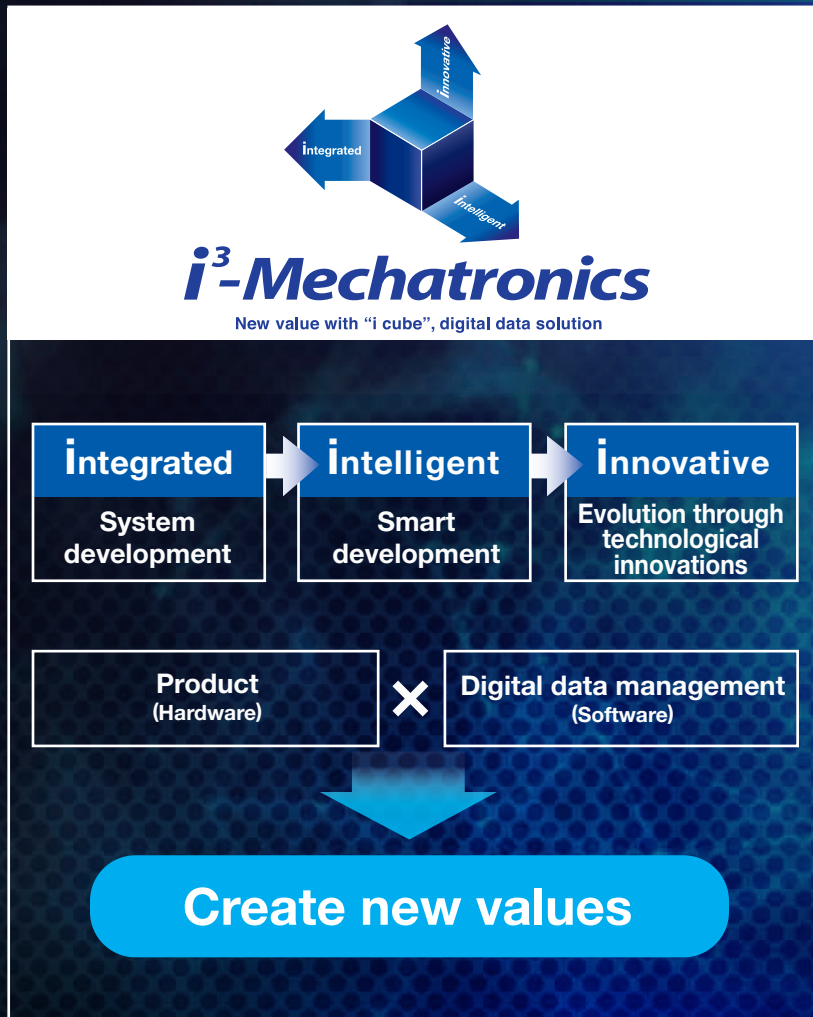 innovative
integrated
intelligent
i³-Mechatronics
New value with “i cube”, digital data solution
integrated
System
development
intelligent
Smart
development
innovative
Evolution through
technological
innovations
Product
(Hardware)
×
Digital data management
(Software)
Create new values